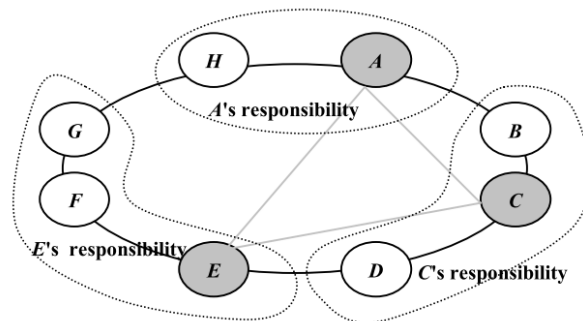 H
A
A's responsibility
G
B
F
C
E's responsibility
E
D
C's responsibility